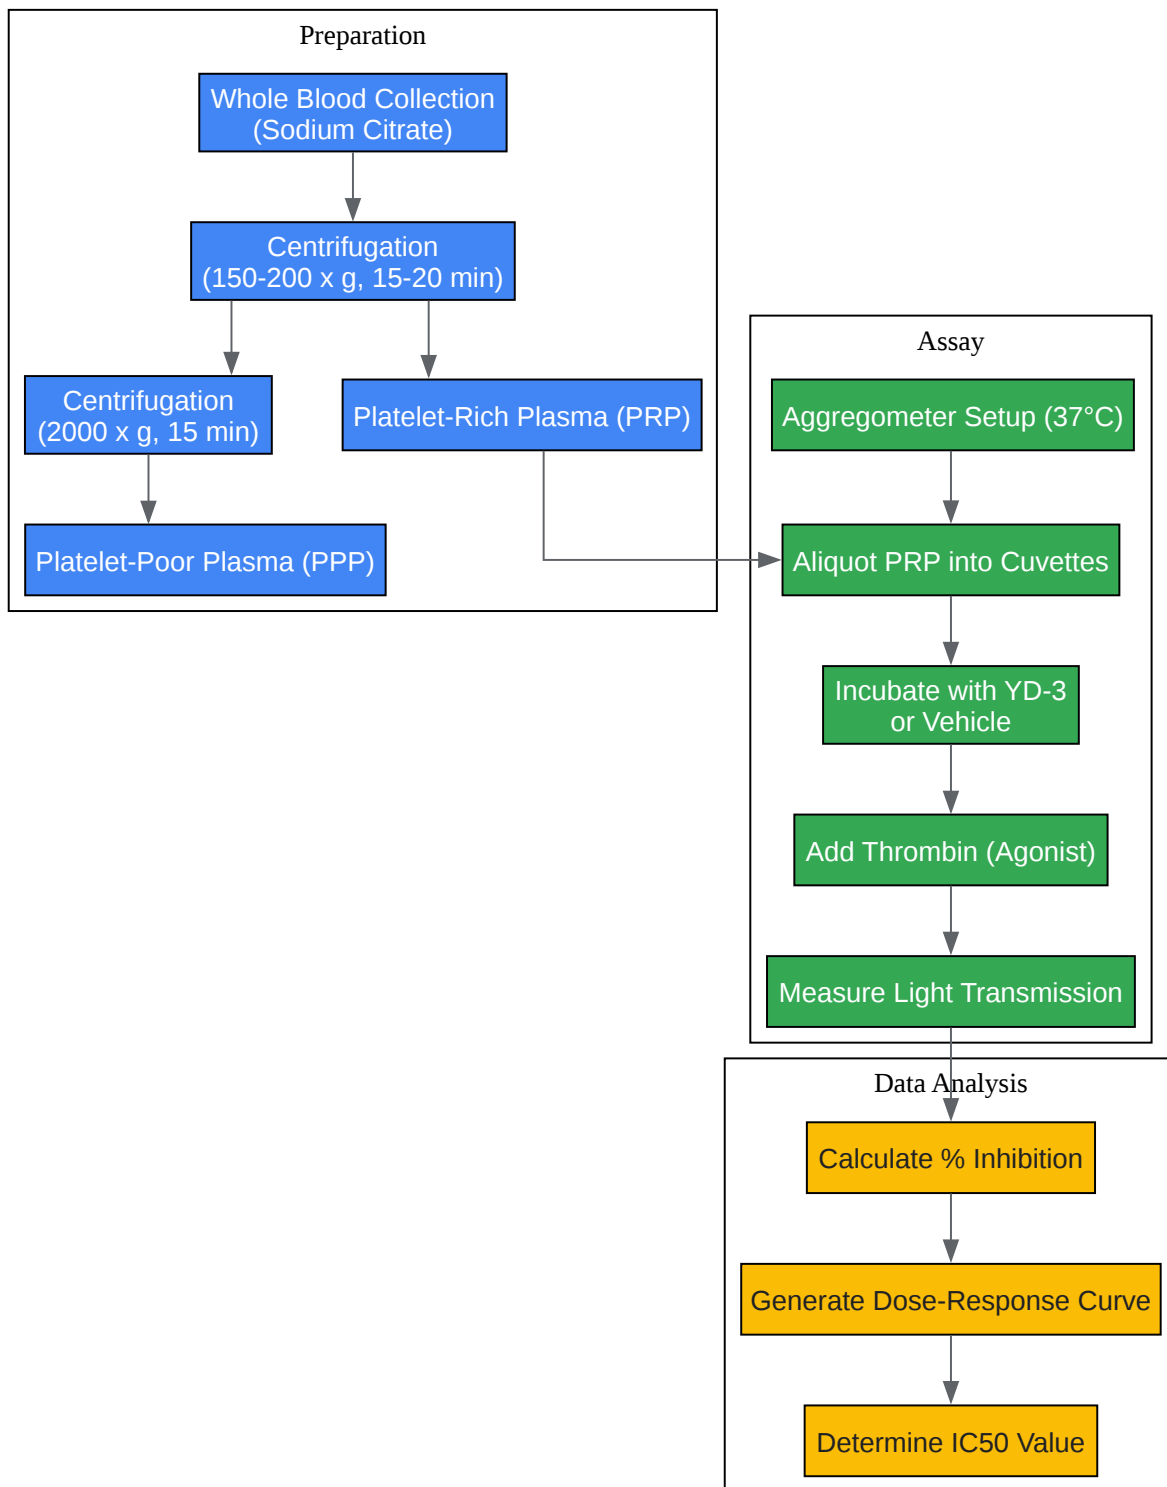 Preparation
Whole Blood Collection
(Sodium Citrate)
Centrifugation
(150-200 x g, 15-20 min)
Centrifugation
(2000 x g, 15 min)
Platelet-Rich Plasma (PRP)
Platelet-Poor Plasma (PPP)
Assay
Aggregometer Setup (37°C)
Aliquot PRP into Cuvettes
Incubate with YD-3
or Vehicle
Add Thrombin (Agonist)
Measure Light Transmission
Data Analysis
Calculate % Inhibition
Generate Dose-Response Curve
Determine IC50 Value